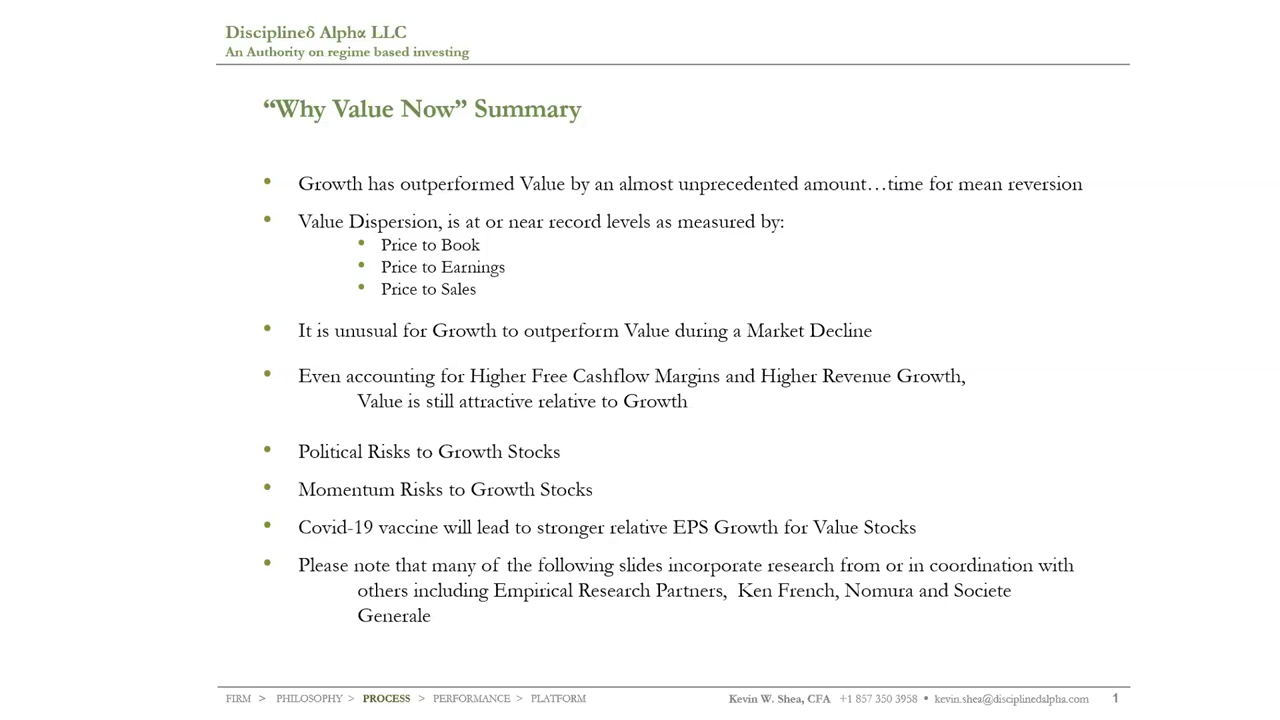 Disciplineδ Alphα LLC
An Authority on regime based investing
“Why Value Now” Summary
• Growth has outperformed Value by an almost unprecedented amount…time for mean reversion
• Value Dispersion, is at or near record levels as measured by:
• Price to Book
• Price to Earnings
• Price to Sales
• It is unusual for Growth to outperform Value during a Market Decline
• Even accounting for Higher Free Cashflow Margins and Higher Revenue Growth,
Value is still attractive relative to Growth
• Political Risks to Growth Stocks
• Momentum Risks to Growth Stocks
• Covid-19 vaccine will lead to stronger relative EPS Growth for Value Stocks
• Please note that many of the following slides incorporate research from or in coordination with
others including Empirical Research Partners, Ken French, Nomura and Societe
Generale
FIRM > PHILOSOPHY > PROCESS > PERFORMANCE > PLATFORM Kevin W. Shea, CFA +1 857 350 3958 • kevin.shea@disciplinedalpha.com 1